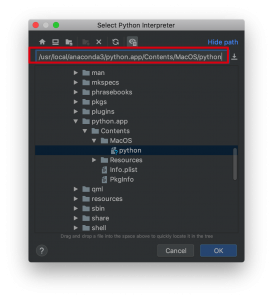 Select Python Interpreter
Hide path
/usr/local/anaconda3/python.app/Contents/MacOS/python
man
mkspecs
phrasebooks
pkgs
plugins
python.app
Contents
MacOS
python
Resources
Info.plist
PkgInfo
qml
resources
sbin
share
shell
Drag and drop a file into the space above to quickly locate it in the tree
?
Cancel
OK